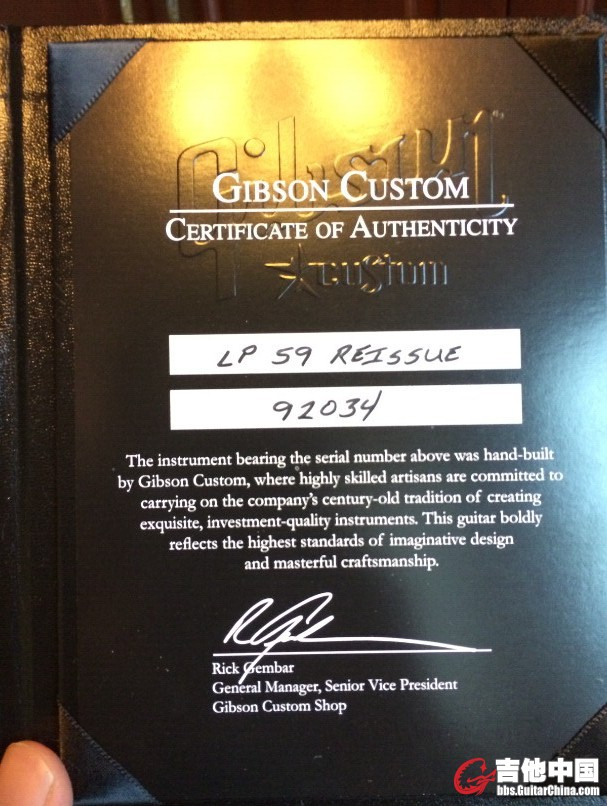 Gibson
GIBSON CUSTOM
CERTIFICATE OF AUTHENTICITY
custom
LP 59 REISSUE
92034
The instrument bearing the serial number above was hand-built
by Gibson Custom, where highly skilled artisans are committed to
carrying on the company's century-old tradition of creating
exquisite, investment-quality instruments. This guitar boldly
reflects the highest standards of imaginative design
and masterful craftsmanship.
Rick Gembar
General Manager, Senior Vice President
Gibson Custom Shop
吉他中国
bbs.GuitarChina.com